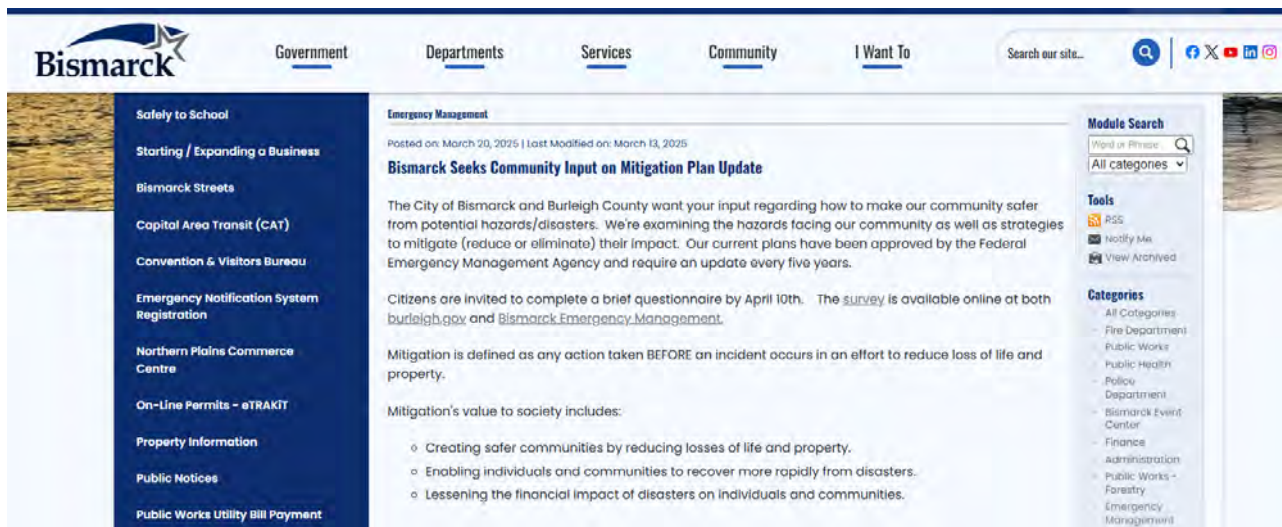 Bismarck
Government
Departments
Services
Community
I Want To
Search our site...
Safely to School
Starting / Expanding a Business
Bismarck Streets
Capital Area Transit (CAT)
Convention & Visitors Bureau
Emergency Notification System
Registration
Northern Plains Commerce
Centre
On-Line Permits - eTRAKiT
Property Information
Public Notices
Public Works Utility Bill Payment
Emergency Management
Posted on: March 20, 2025 | Last Modified on: March 13, 2025
Bismarck Seeks Community Input on Mitigation Plan Update
The City of Bismarck and Burleigh County want your input regarding how to make our community safer
from potential hazards/disasters. We're examining the hazards facing our community as well as strategies
to mitigate (reduce or eliminate) their impact. Our current plans have been approved by the Federal
Emergency Management Agency and require an update every five years.
Citizens are invited to complete a brief questionnaire by April 10th. The survey is available online at both
burleigh.gov and Bismarck Emergency Management.
Mitigation is defined as any action taken BEFORE an incident occurs in an effort to reduce loss of life and
property.
Mitigation's value to society includes:
Creating safer communities by reducing losses of life and property.
Enabling individuals and communities to recover more rapidly from disasters.
Lessening the financial impact of disasters on individuals and communities.
Module Search
Word or Phrase
All categories
Tools
RSS
Notify Me
View Archived
Categories
All Categories
Fire Department
Public Works
Public Health
Police
Department
Bismarck Event
Center
Finance
Administration
Public Works -
Forestry
Emergency
Management